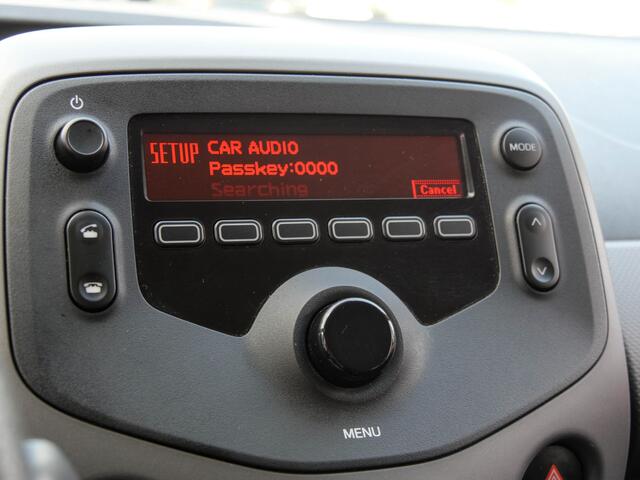 SETUP CAR AUDIO
Passkey:0000
Searching
Cancel
MODE
MENU